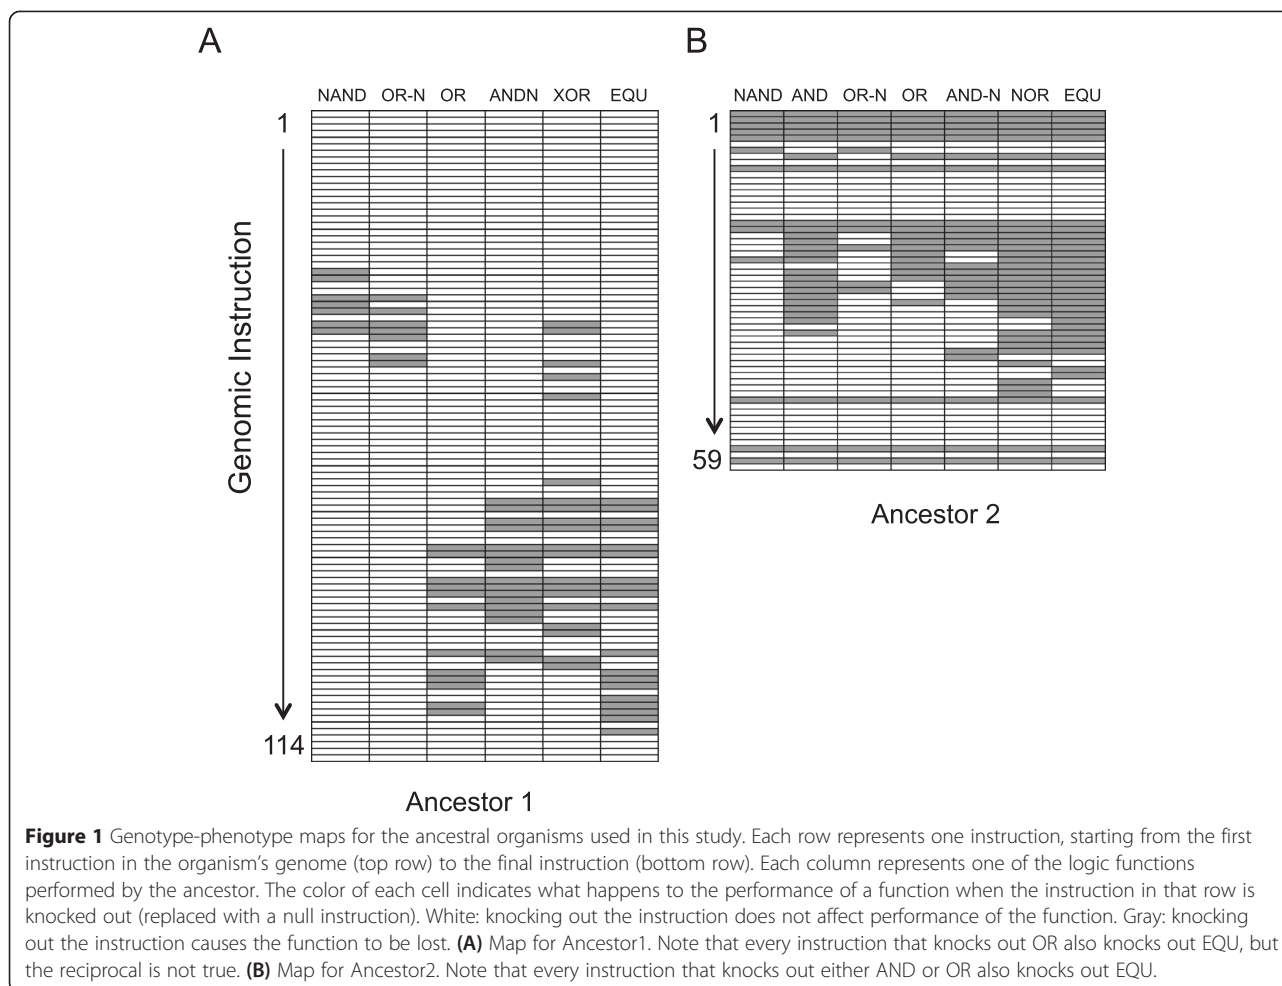 A
NAND OR-N OR ANDN XOR EQU
1
Genomic Instruction
114
Ancestor 1
B
NAND AND OR-N OR AND-N NOR EQU
1
59
Ancestor 2
Figure 1 Genotype-phenotype maps for the ancestral organisms used in this study. Each row represents one instruction, starting from the first
instruction in the organism's genome (top row) to the final instruction (bottom row). Each column represents one of the logic functions
performed by the ancestor. The color of each cell indicates what happens to the performance of a function when the instruction in that row is
knocked out (replaced with a null instruction). White: knocking out the instruction does not affect performance of the function. Gray: knocking
out the instruction causes the function to be lost. (A) Map for Ancestor1. Note that every instruction that knocks out OR also knocks out EQU, but
the reciprocal is not true. (B) Map for Ancestor2. Note that every instruction that knocks out either AND or OR also knocks out EQU.